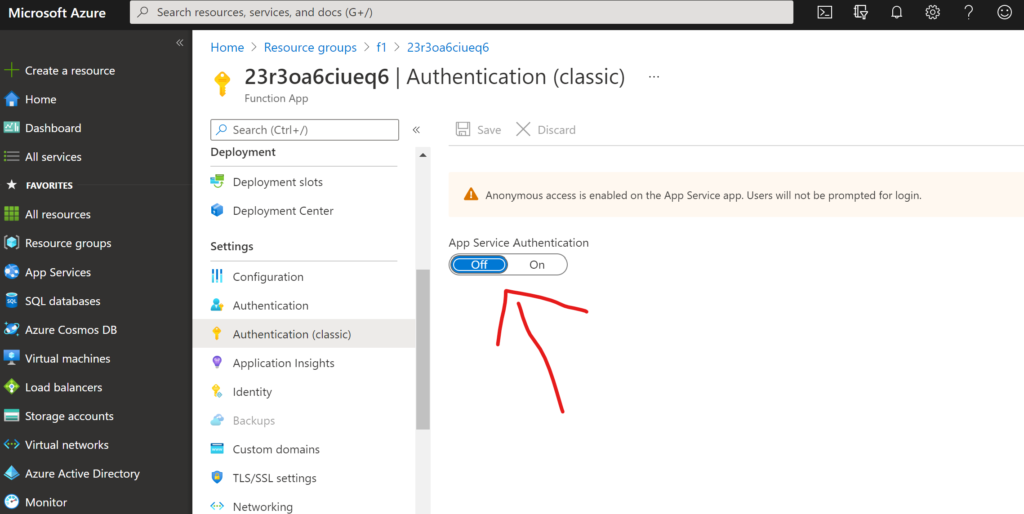 Microsoft Azure
Search resources, services, and docs (G+/)
Create a resource
Home
Dashboard
All services
FAVORITES
All resources
Resource groups
App Services
SQL databases
Azure Cosmos DB
Virtual machines
Load balancers
Storage accounts
Virtual networks
Azure Active Directory
Monitor
Home > Resource groups > f1 > 23r3oa6ciueq6
23r3oa6ciueq6 | Authentication (classic) ...
Function App
Search (Ctrl+/)
Deployment
Deployment slots
Deployment Center
Settings
Configuration
Authentication
Authentication (classic)
Application Insights
Identity
Backups
Custom domains
TLS/SSL settings
Networking
Save Discard
Anonymous access is enabled on the App Service app. Users will not be prompted for login.
App Service Authentication
Off On